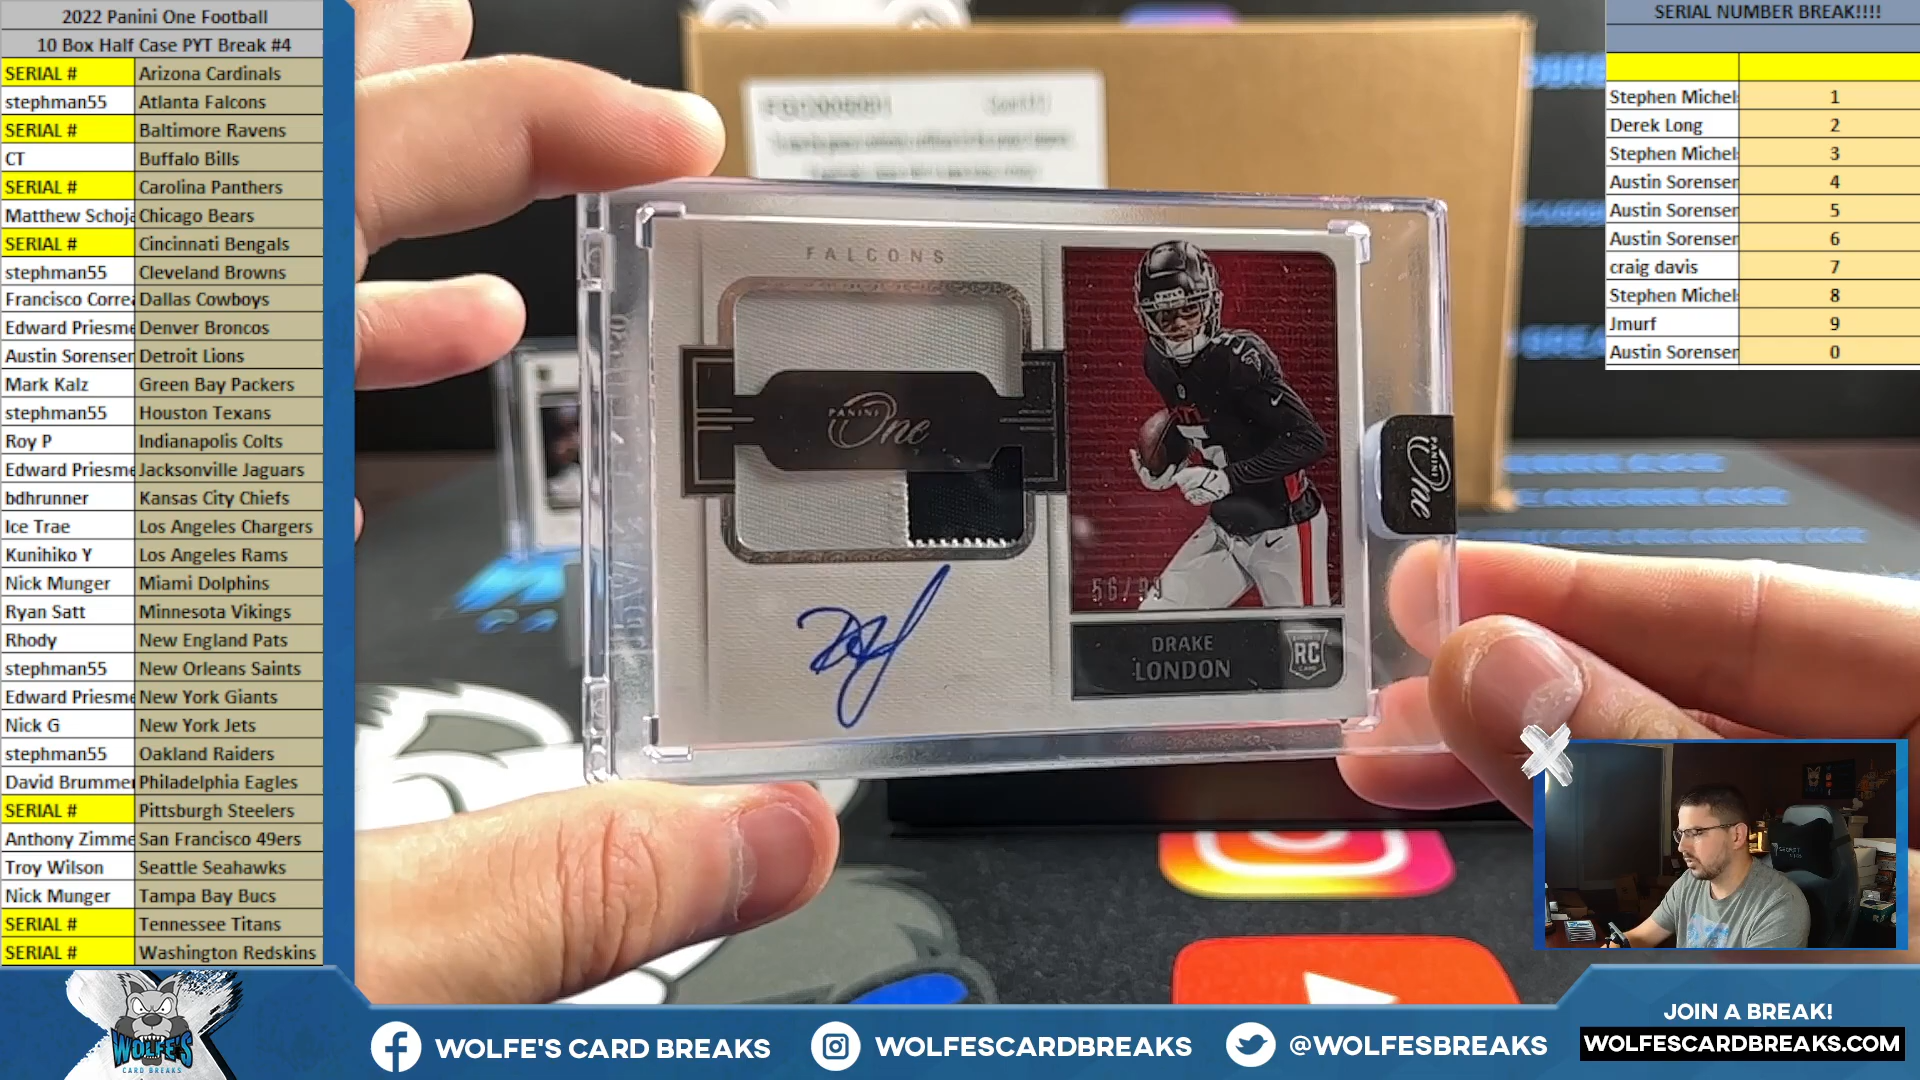 2022 Panini One Football
10 Box Half Case PYT Break #4
SERIAL # Arizona Cardinals
stephman55 Atlanta Falcons
SERIAL # Baltimore Ravens
CT Buffalo Bills
SERIAL # Carolina Panthers
Matthew Schoja Chicago Bears
SERIAL # Cincinnati Bengals
stephman55 Cleveland Browns
Francisco Correa Dallas Cowboys
Edward Priesme Denver Broncos
Austin Sorensen Detroit Lions
Mark Kalz Green Bay Packers
stephman55 Houston Texans
Roy P Indianapolis Colts
Edward Priesme Jacksonville Jaguars
bdhrunner Kansas City Chiefs
Ice Trae Los Angeles Chargers
Kunihiko Y Los Angeles Rams
Nick Munger Miami Dolphins
Ryan Satt Minnesota Vikings
Rhody New England Pats
stephman55 New Orleans Saints
Edward Priesme New York Giants
Nick G New York Jets
stephman55 Oakland Raiders
David Brummer Philadelphia Eagles
SERIAL # Pittsburgh Steelers
Anthony Zimme San Francisco 49ers
Troy Wilson Seattle Seahawks
Nick Munger Tampa Bay Bucs
SERIAL # Tennessee Titans
SERIAL # Washington Redskins
FALCONS
PANINI One
56/99
DRAKE
LONDON
RC
PANINI One
SERIAL NUMBER BREAK!!!!
Stephen Michel 1
Derek Long 2
Stephen Michel 3
Austin Sorensen 4
Austin Sorensen 5
Austin Sorensen 6
craig davis 7
Stephen Michel 8
Jmurf 9
Austin Sorensen 0
WOLFE'S
CARD BREAKS
WOLFE'S CARD BREAKS
WOLFESCARDBREAKS
@WOLFESBREAKS
JOIN A BREAK!
WOLFESCARDBREAKS.COM